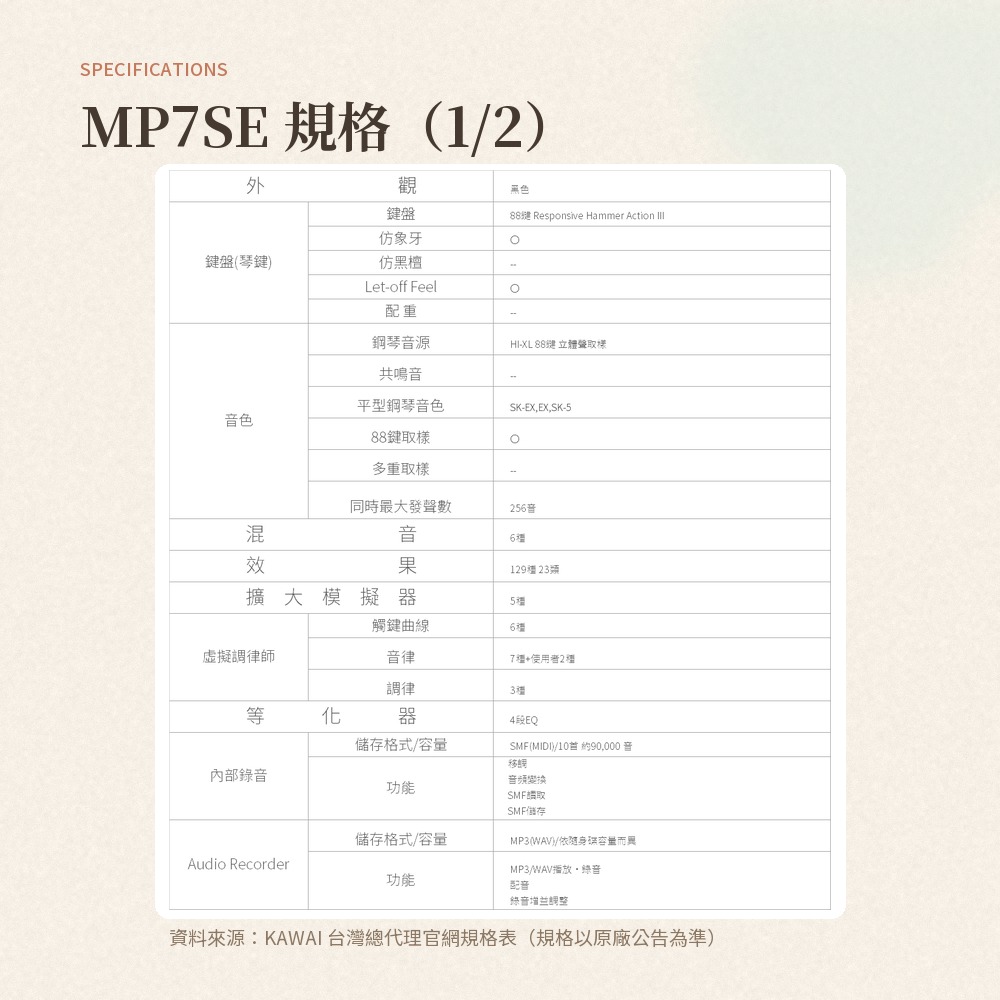 SPECIFICATIONS
MP7SE 規格（1/2）
外觀 黑色
鍵盤(琴鍵) 鍵盤 88鍵 Responsive Hammer Action III
仿象牙 ○
仿黑檀 --
Let-off Feel ○
配 重 --
音色 鋼琴音源 HI-XL 88鍵 立體聲取樣
共鳴音 --
平型鋼琴音色 SK-EX,EX,SK-5
88鍵取樣 ○
多重取樣 --
同時最大發聲數 256音
混音 6種
效果 129種 23類
擴大模擬器 5種
虛擬調律師 觸鍵曲線 6種
音律 7種+使用者2種
調律 3種
等化器 4段EQ
內部錄音 儲存格式/容量 SMF(MIDI)/10首 約90,000 音
功能 移調
音頻變換
SMF讀取
SMF儲存
Audio Recorder 儲存格式/容量 MP3(WAV)/依隨身碟容量而異
功能 MP3/WAV播放・錄音
配音
錄音增益調整
資料來源：KAWAI 台灣總代理官網規格表（規格以原廠公告為準）